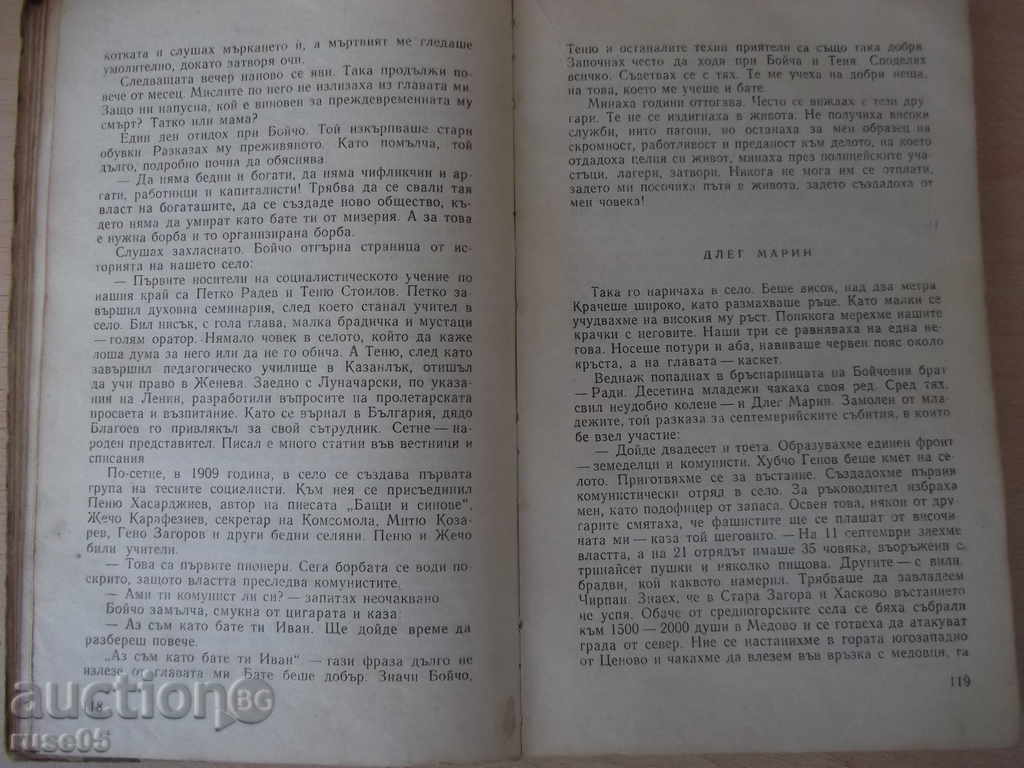 котката и слушах мъркането ѝ, а мъртвият ме гледаше
умолително, докато затворя очи.
Следващата вечер наново се яви. Така продължи по-
вече от месец. Мислите по него не излизаха из главата ми.
Защо ни напусна, кой е виновен за преждевременната му
смърт? Татко или мама?
Един ден отидох при Бойчо. Той изкърпваше стари
обувки Разказах му преживяното. Като помълча, той
дълго, подробно почна да обяснява
— Да няма бедни и богати, да няма чифликчии и ар-
гати, работници и капиталисти! Трябва да се свали тая
власт на богаташите, да се създаде ново общество, къ-
дето няма да умират като бате ти от мизерия. А за това
е нужна борба и то организирана борба.
Слушах захласнато. Бойчо отгърна страница от ис-
торията на нашето село:
— Първите носители на социалистическото учение по
нашия край са Петко Радев и Теню Стоилов. Петко за-
вършил духовна семинария, след което станал учител в
село. Бил нисък, с гола глава, малка брадичка и мустаци
— голям оратор. Нямало човек в селото, който да каже
лоша дума за него или да не го обича. А Теню, след като
завършил педагогическо училище в Казанлък, отишъл
да учи право в Женева. Заедно с Луначарски, по указа-
ния на Ленин, разработили въпросите на пролетарската
просвета и възпитание. Като се върнал в България, дядо
Благоев го привлякъл за свой сътрудник. Сетне — на-
роден представител. Писал е много статии във вестници и
списания
По-сетне, в 1909 година, в село се създава първата
група на тесните социалисти. Към нея се присъединил
Пеню Хасарджиев, автор на пиесата „Бащи и синове“,
Жечо Карафезиев, секретар на Комсомола, Митю Коза-
рев, Гено Загоров и други бедни селяни. Пеню и Жечо
били учители.
— Това са първите пионери. Сега борбата се води по-
скрито, защото властта преследва комунистите.
— Ами ти комунист ли си? — запитах неочаквано.
Бойчо замълча, смукна от цигарата и каза:
— Аз съм като бате ти Иван. Ще дойде време да
разбереш повече.
„Аз съм като бате ти Иван“. — тази фраза дълго не
излезе от главата ми. Бате беше добър. Значи Бойчо,
118
Теню и останалите техни приятели са също така добри.
Започнах често да ходя при Бойча и Теня. Споделях
всичко. Съветвах се с тях. Те ме учеха на добри неща,
на това, което ме учеше и бате.
Минаха години оттогава. Често се виждах с тези дру-
гари. Те не се издигнаха в живота. Не получиха високи
служби, нито пагони, но останаха за мен образец на
скромност, работливост и преданост към делото, на което
отдадоха целия си живот, минаха през полицейските уча-
стъци, лагери, затвори. Никога не мога им се отплати,
задето ми посочиха пътя в живота, задето създадоха от
мен човека!
ДЛЕГ МАРИН
Така го наричаха в село. Беше висок, над два метра.
Крачеше широко, като размахваше ръце. Като малки се
учудвахме на високия му ръст. Понякога мерехме нашите
крачки с неговите. Наши три се равняваха на една не-
гова. Носеше потури и аба, навиваше червен пояс около
кръста, а на главата — каскет.
Веднаж попаднах в бръснарницата на Бойчовия брат
— Ради. Десетина младежи чакаха своя ред. Сред тях,
свил неудобно колене — и Длег Марин. Замолен от мла-
дежите, той разказа за септемврийските събития, в които
бе взел участие:
— Дойде двадесет и трета. Образувахме единен фронт
— земеделци и комунисти. Хубчо Генов беше кмет на се-
лото. Приготвяхме се за въстание. Създадохме първия
комунистически отряд в село. За ръководител избраха
мен, като подофицер от запаса. Освен това, някои от дру-
гарите смятаха, че фашистите ще се плашат от височи-
ната ми — каза той шеговито. — На 11 септември заехме
властта, а на 21 отрядът имаше 35 човяка, въоръжени с
тринайсет пушки и няколко пищова. Другите — с вили,
брадви, кой каквото намерил. Трябваше да завладеем
Чирпан. Знаех, че в Стара Загора и Хасково въстанието
не успя. Обаче от средногорските села се бяха събрали
към 1500 — 2000 души в Медово и се готвеха да атакуват
града от север. Ние се настанихме в гората югозападно
от Ценово и чакахме да влезем във връзка с медовци, та
119
auction BG
ruse05